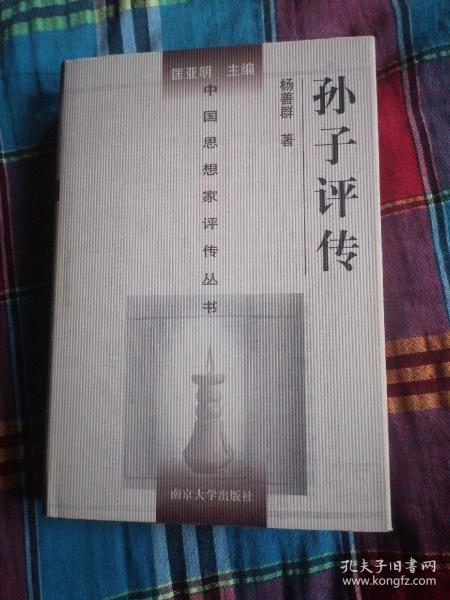 孙子评传
杨善群 著
匡亚明 主编
中国思想家评传丛书
南京大学出版社
孔夫子旧书网
www.kongfz.com